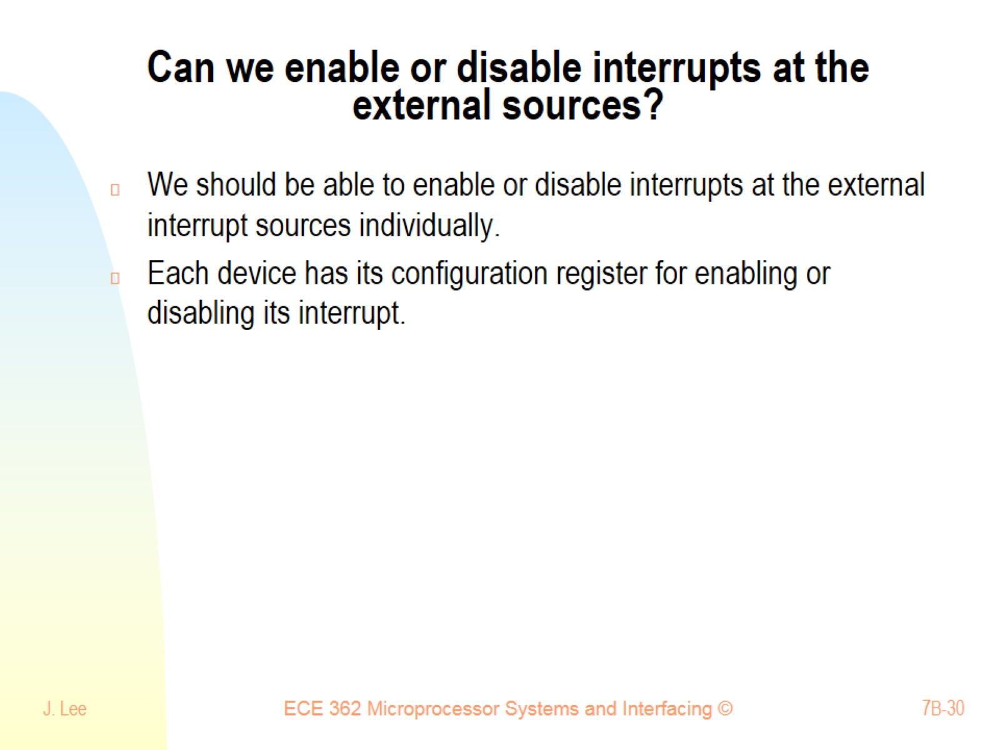 Can we enable or disable interrupts at the
external sources?
We should be able to enable or disable interrupts at the external
interrupt sources individually.
Each device has its configuration register for enabling or
disabling its interrupt.
J. Lee
ECE 362 Microprocessor Systems and Interfacing ©
7B-30